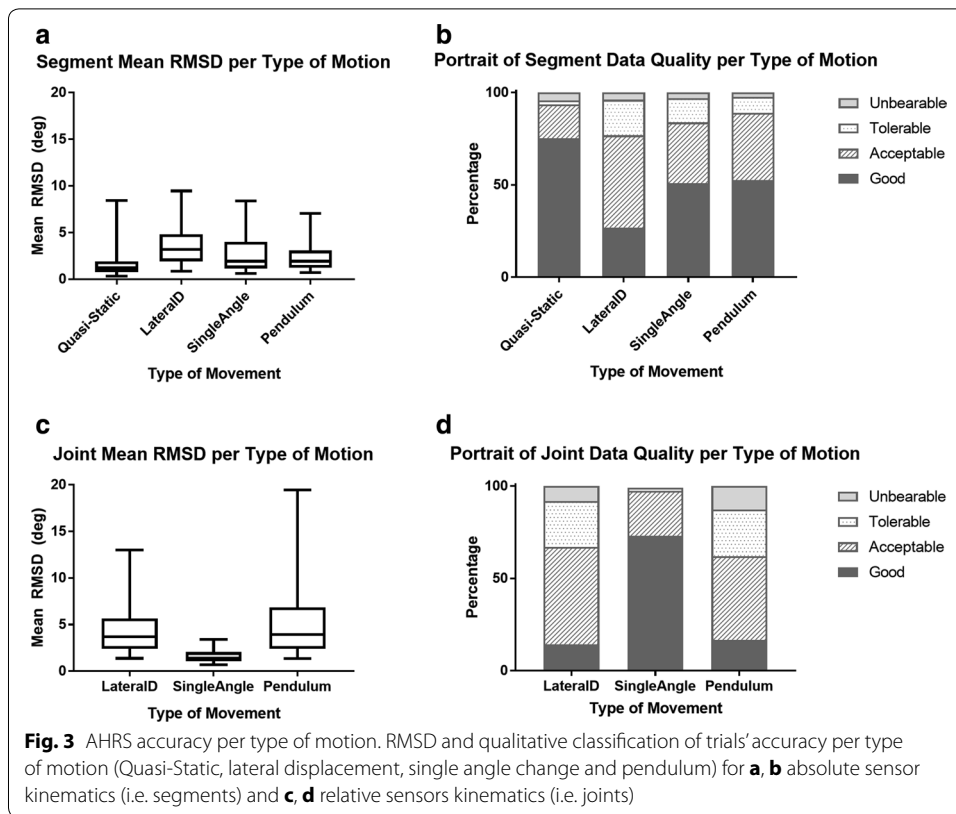 a
Segment Mean RMSD per Type of Motion
20
15
10
5
0
Mean RMSD (deg)
Quasi-Static
LateralD
SingleAngle
Pendulum
Type of Movement
b
Portrait of Segment Data Quality per Type of Motion
100
50
0
Percentage
Quasi-Static
LateralD
SingleAngle
Pendulum
Type of Movement
Unbearable
Tolerable
Acceptable
Good
c
Joint Mean RMSD per Type of Motion
20
15
10
5
0
Mean RMSD (deg)
LateralD SingleAngle Pendulum
Type of Movement
d
Portrait of Joint Data Quality per Type of Motion
100
50
0
Percentage
LateralD SingleAngle Pendulum
Type of Movement
Unbearable
Tolerable
Acceptable
Good
Fig. 3 AHRS accuracy per type of motion. RMSD and qualitative classification of trials’ accuracy per type
of motion (Quasi-Static, lateral displacement, single angle change and pendulum) for a, b absolute sensor
kinematics (i.e. segments) and c, d relative sensors kinematics (i.e. joints)